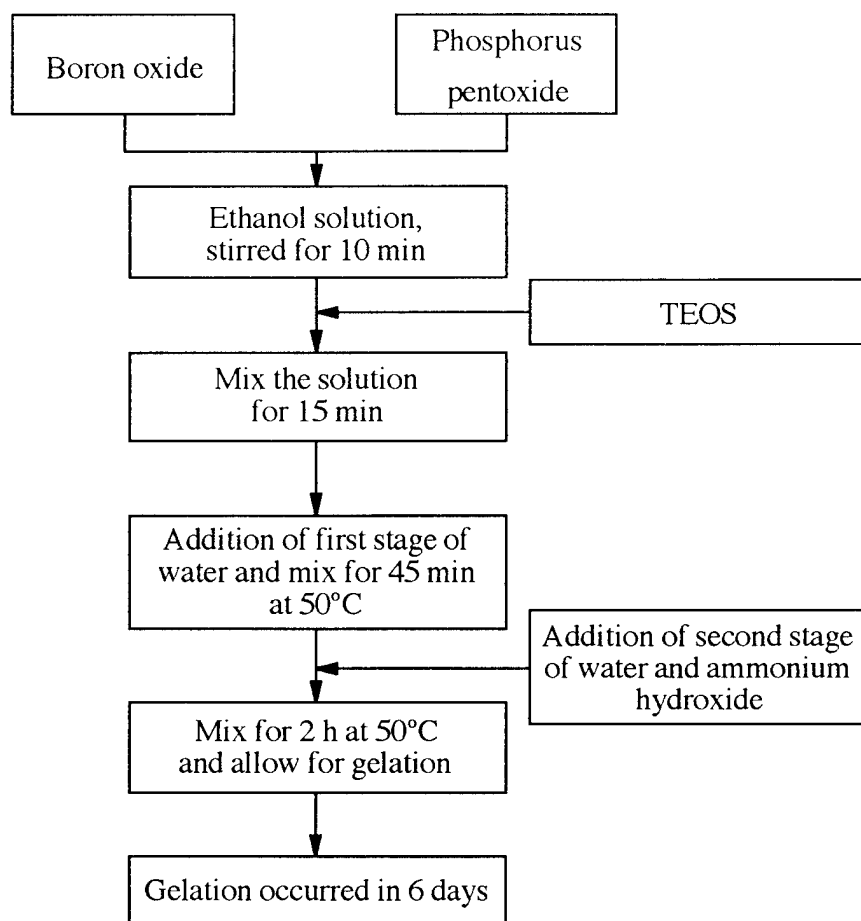 Boron oxide
Phosphorus
pentoxide
Ethanol solution,
stirred for 10 min
TEOS
Mix the solution
for 15 min
Addition of first stage of
water and mix for 45 min
at 50°C
Addition of second stage
of water and ammonium
hydroxide
Mix for 2 h at 50°C
and allow for gelation
Gelation occurred in 6 days